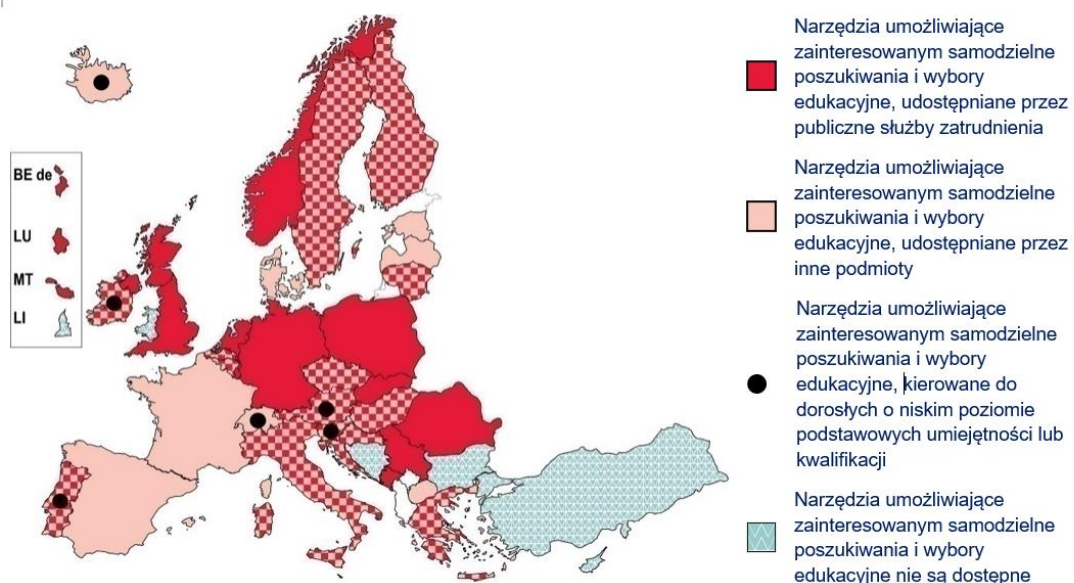 BE de
LU
MT
LI
Narzędzia umożliwiające
zainteresowanym samodzielne
poszukiwania i wybory
edukacyjne, udostępniane przez
publiczne służby zatrudnienia
Narzędzia umożliwiające
zainteresowanym samodzielne
poszukiwania i wybory
edukacyjne, udostępniane przez
inne podmioty
Narzędzia umożliwiające
zainteresowanym samodzielne
poszukiwania i wybory
edukacyjne, kierowane do
dorosłych o niskim poziomie
podstawowych umiejętności lub
kwalifikacji
Narzędzia umożliwiające
zainteresowanym samodzielne
poszukiwania i wybory
edukacyjne nie są dostępne